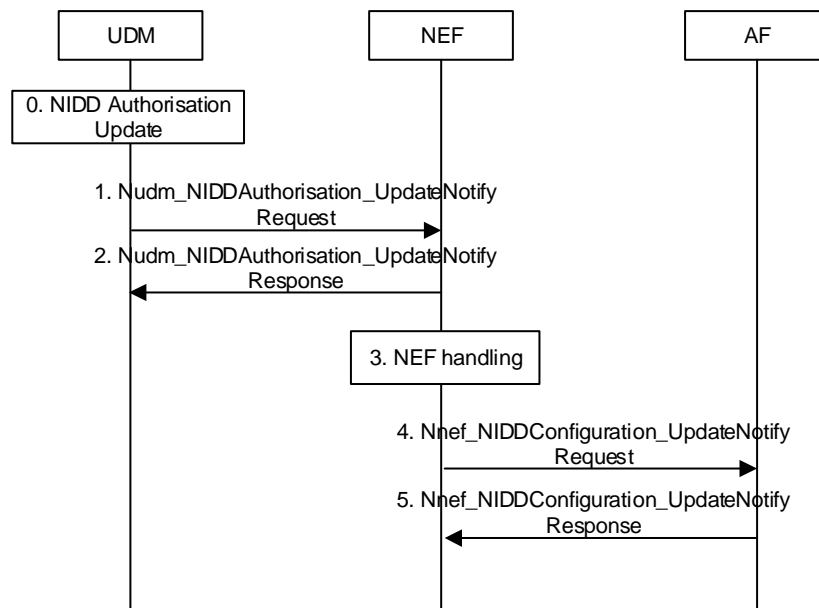 UDM
NEF
AF
0. NIDD Authorisation
Update
1. Nudm_NIDDAuthorisation_UpdateNotify
Request
2. Nudm_NIDDAuthorisation_UpdateNotify
Response
3. NEF handling
4. Nnef_NIDDConfiguration_UpdateNotify
Request
5. Nnef_NIDDConfiguration_UpdateNotify
Response